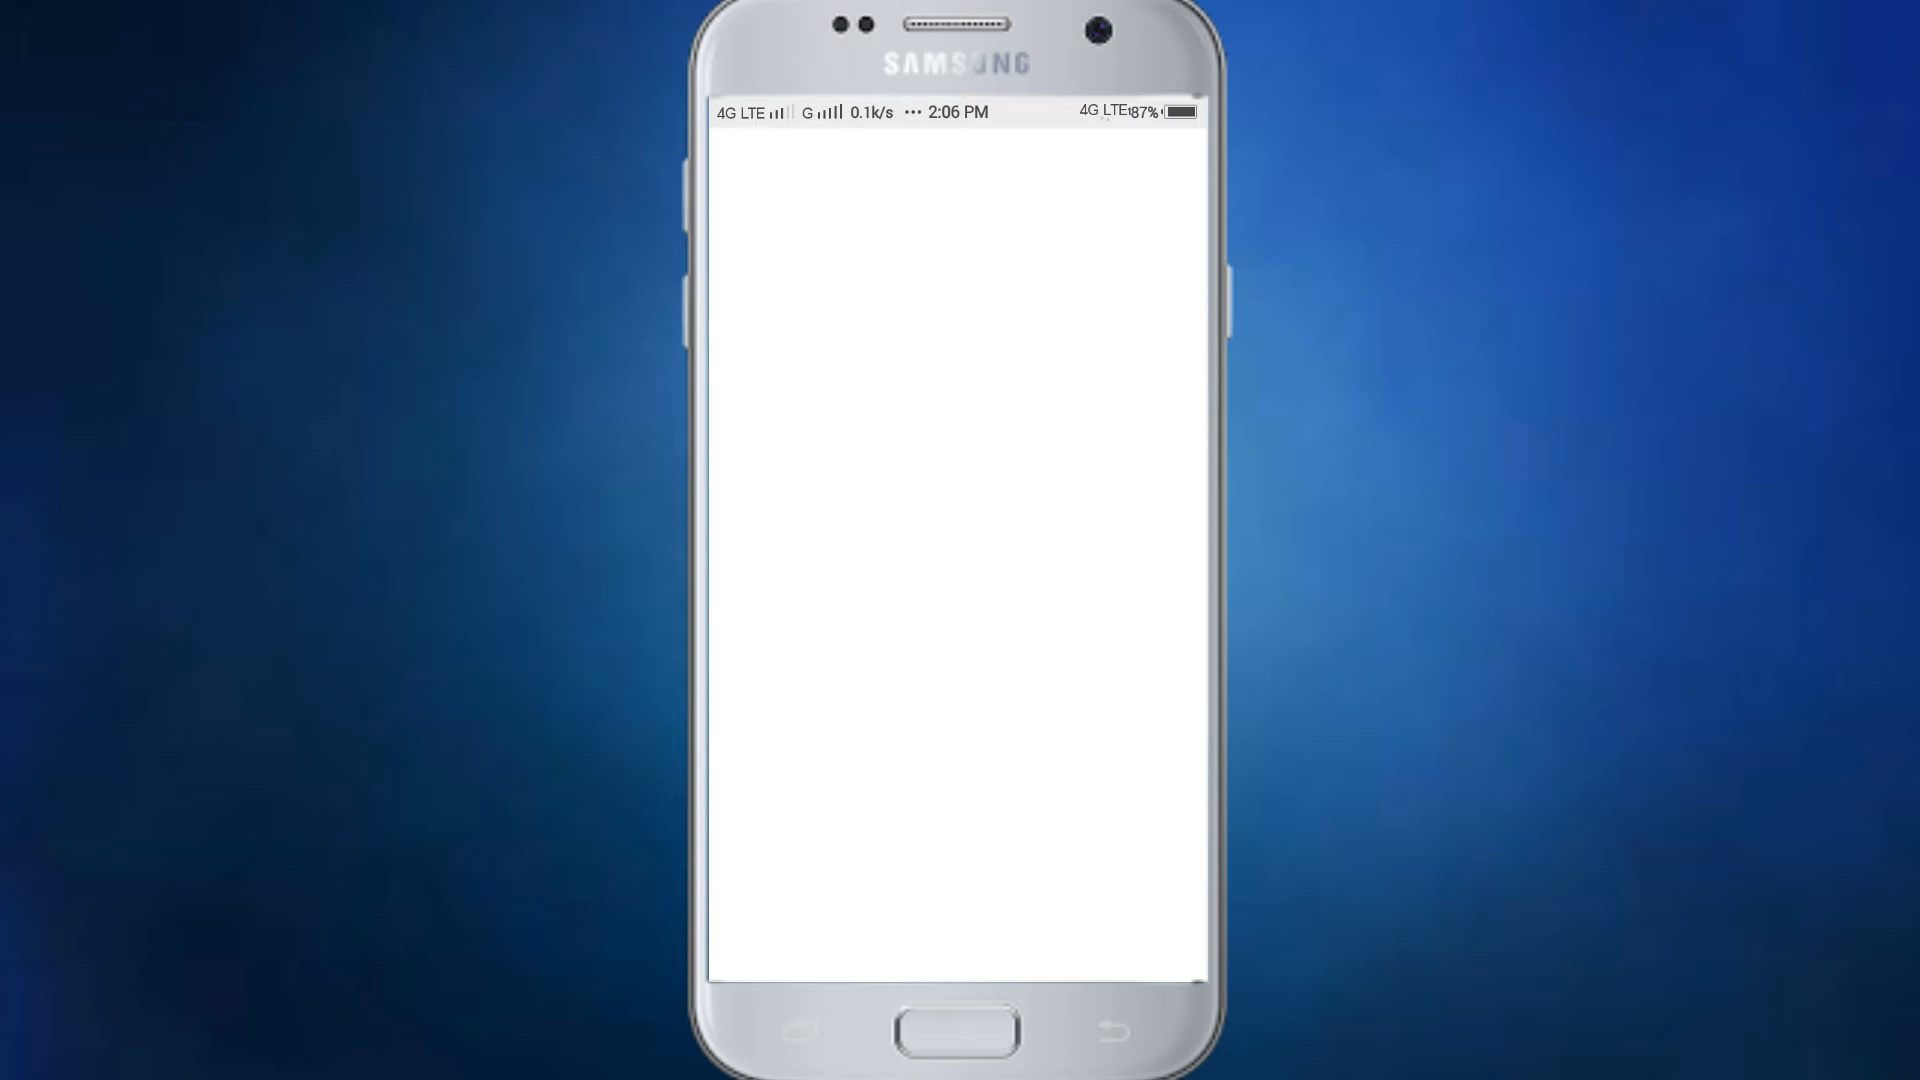 SAMSUNG
4G LTE G 0.1k/s ••• 2:06 PM 4G LTE 87%